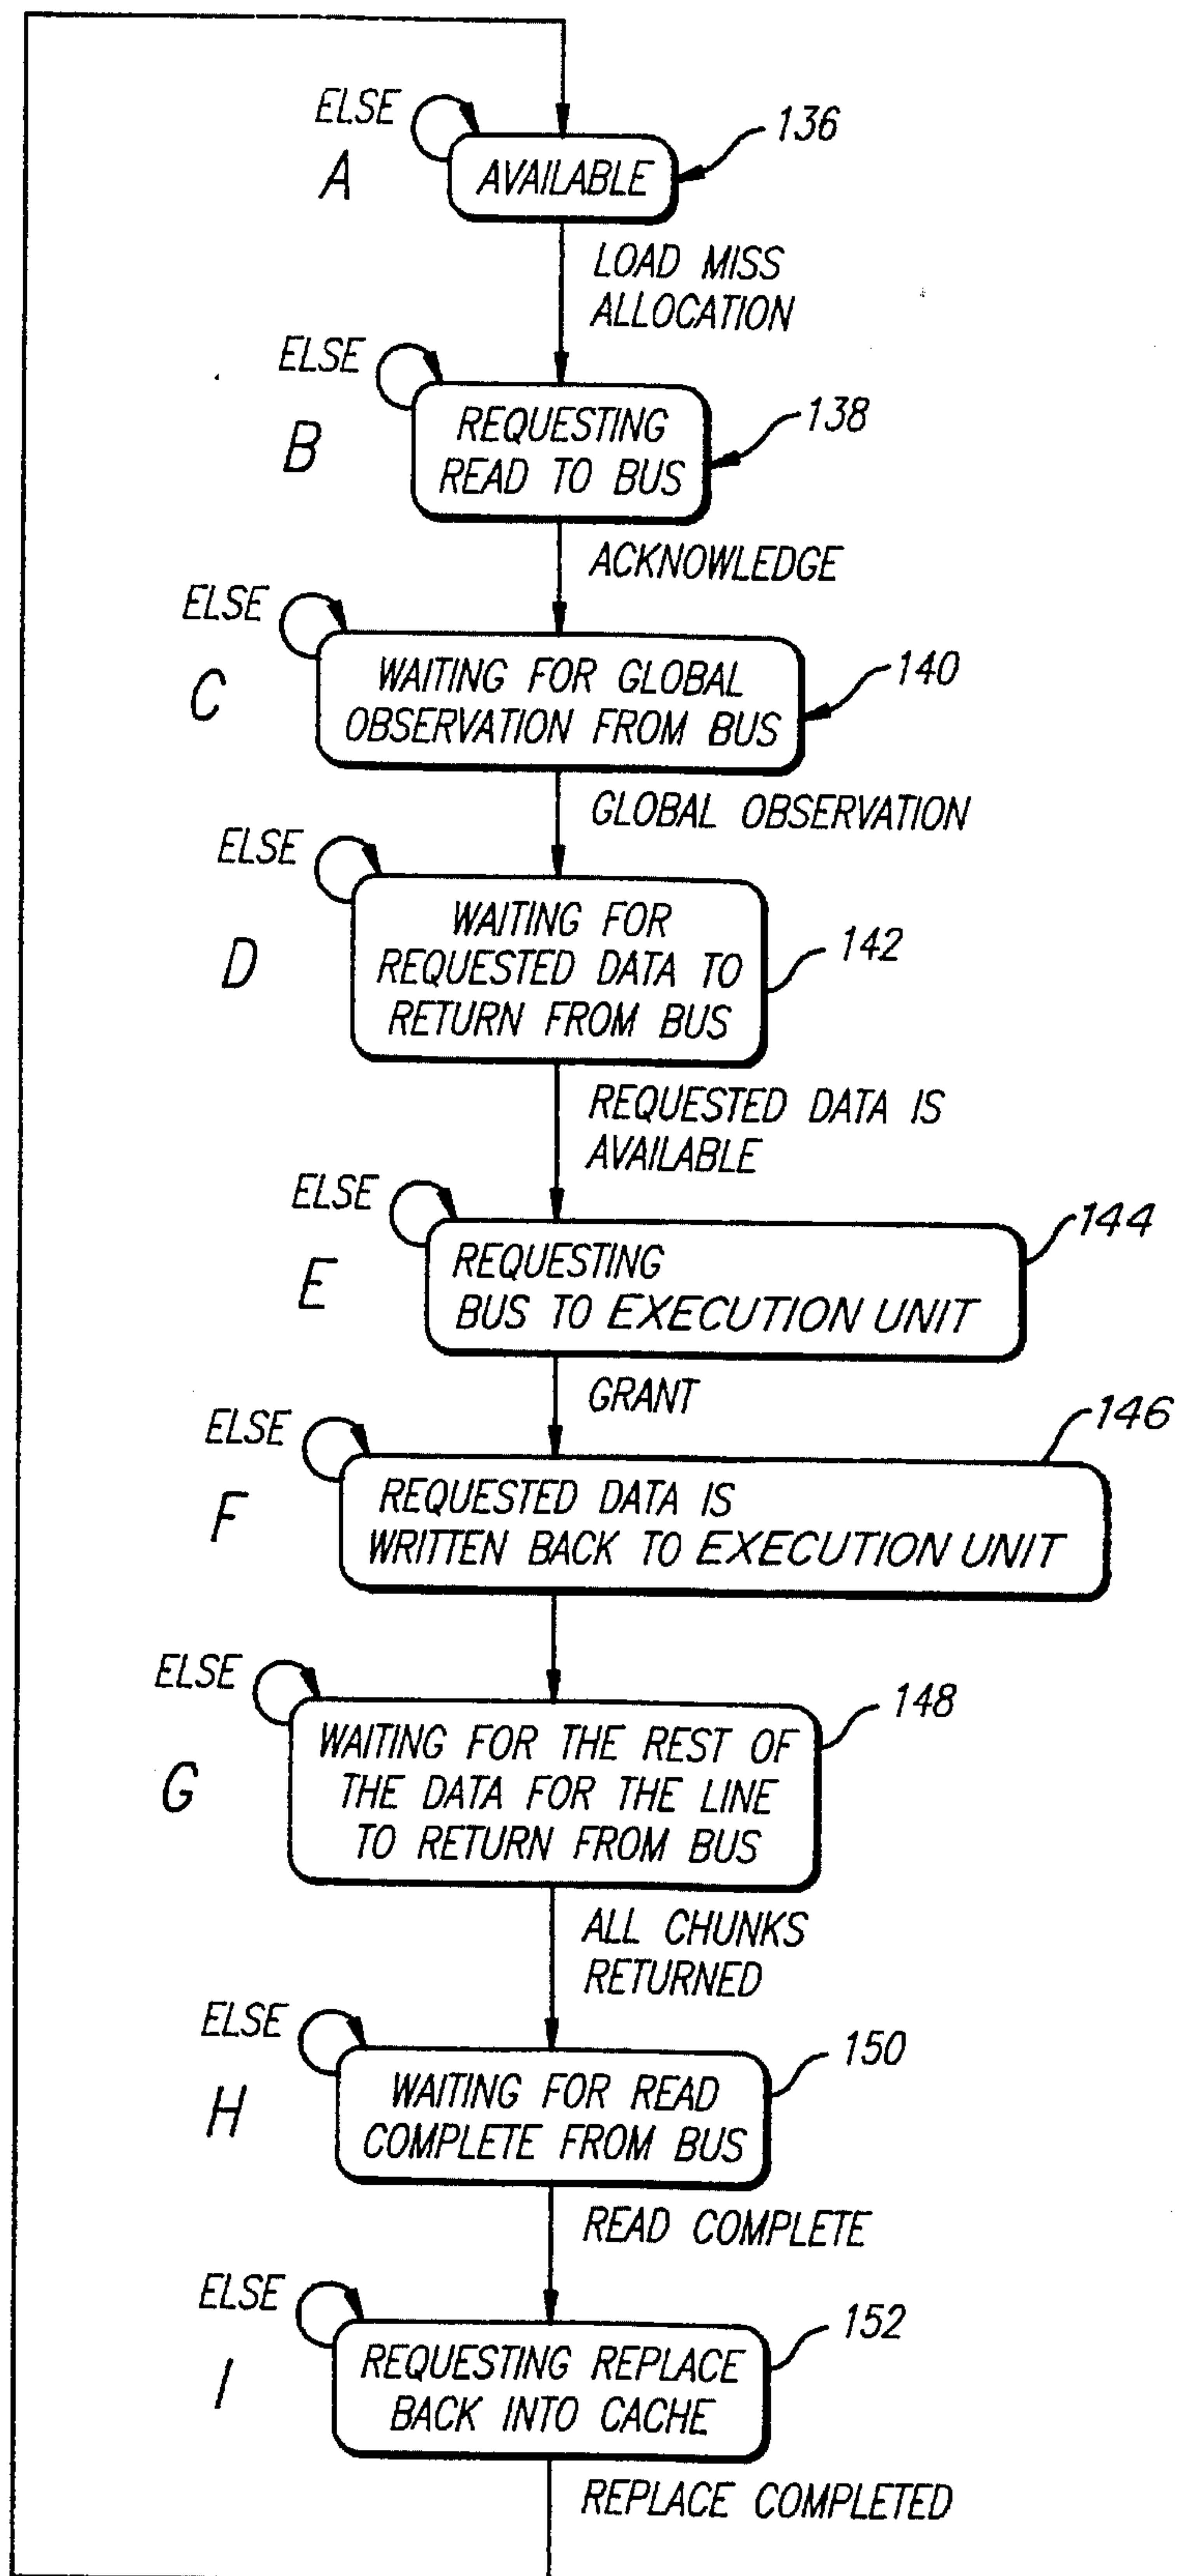 ELSE
136
A
AVAILABLE
LOAD MISS
ALLOCATION
ELSE
B
REQUESTING
READ TO BUS
138
ACKNOWLEDGE
ELSE
C
WAITING FOR GLOBAL
OBSERVATION FROM BUS
140
GLOBAL OBSERVATION
ELSE
D
WAITING FOR
REQUESTED DATA TO
RETURN FROM BUS
142
REQUESTED DATA IS
AVAILABLE
ELSE
144
E
REQUESTING
BUS TO EXECUTION UNIT
GRANT
ELSE
146
F
REQUESTED DATA IS
WRITTEN BACK TO EXECUTION UNIT
ELSE
148
G
WAITING FOR THE REST OF
THE DATA FOR THE LINE
TO RETURN FROM BUS
ALL CHUNKS
RETURNED
ELSE
150
H
WAITING FOR READ
COMPLETE FROM BUS
READ COMPLETE
ELSE
152
I
REQUESTING REPLACE
BACK INTO CACHE
REPLACE COMPLETED